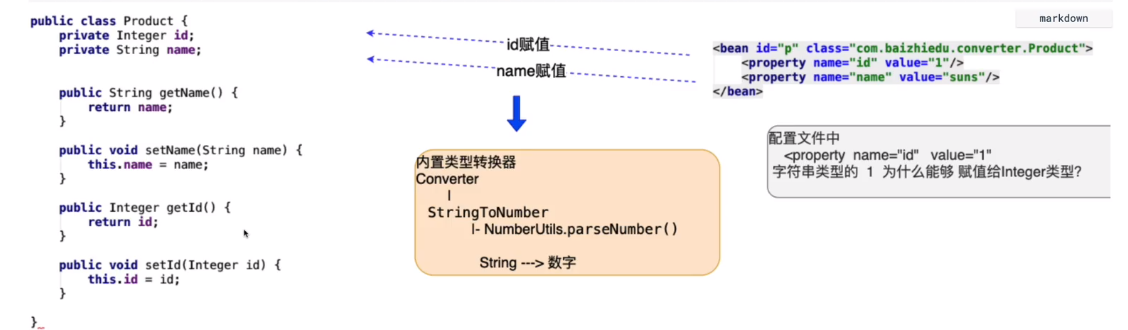 public class Product {
private Integer id;
private String name;
public String getName() {
return name;
}
public void setName(String name) {
this.name = name;
}
public Integer getId() {
return id;
}
public void setId(Integer id) {
this.id = id;
}
}
id赋值
name赋值
内置类型转换器
Converter
|
StringToNumber
|- NumberUtils.parseNumber()
String ---> 数字
markdown
<bean id="p" class="com.baizhiedu.converter.Product">
<property name="id" value="1"/>
<property name="name" value="suns"/>
</bean>
配置文件中
<property name="id" value="1"
字符串类型的 1 为什么能够 赋值给Integer类型?